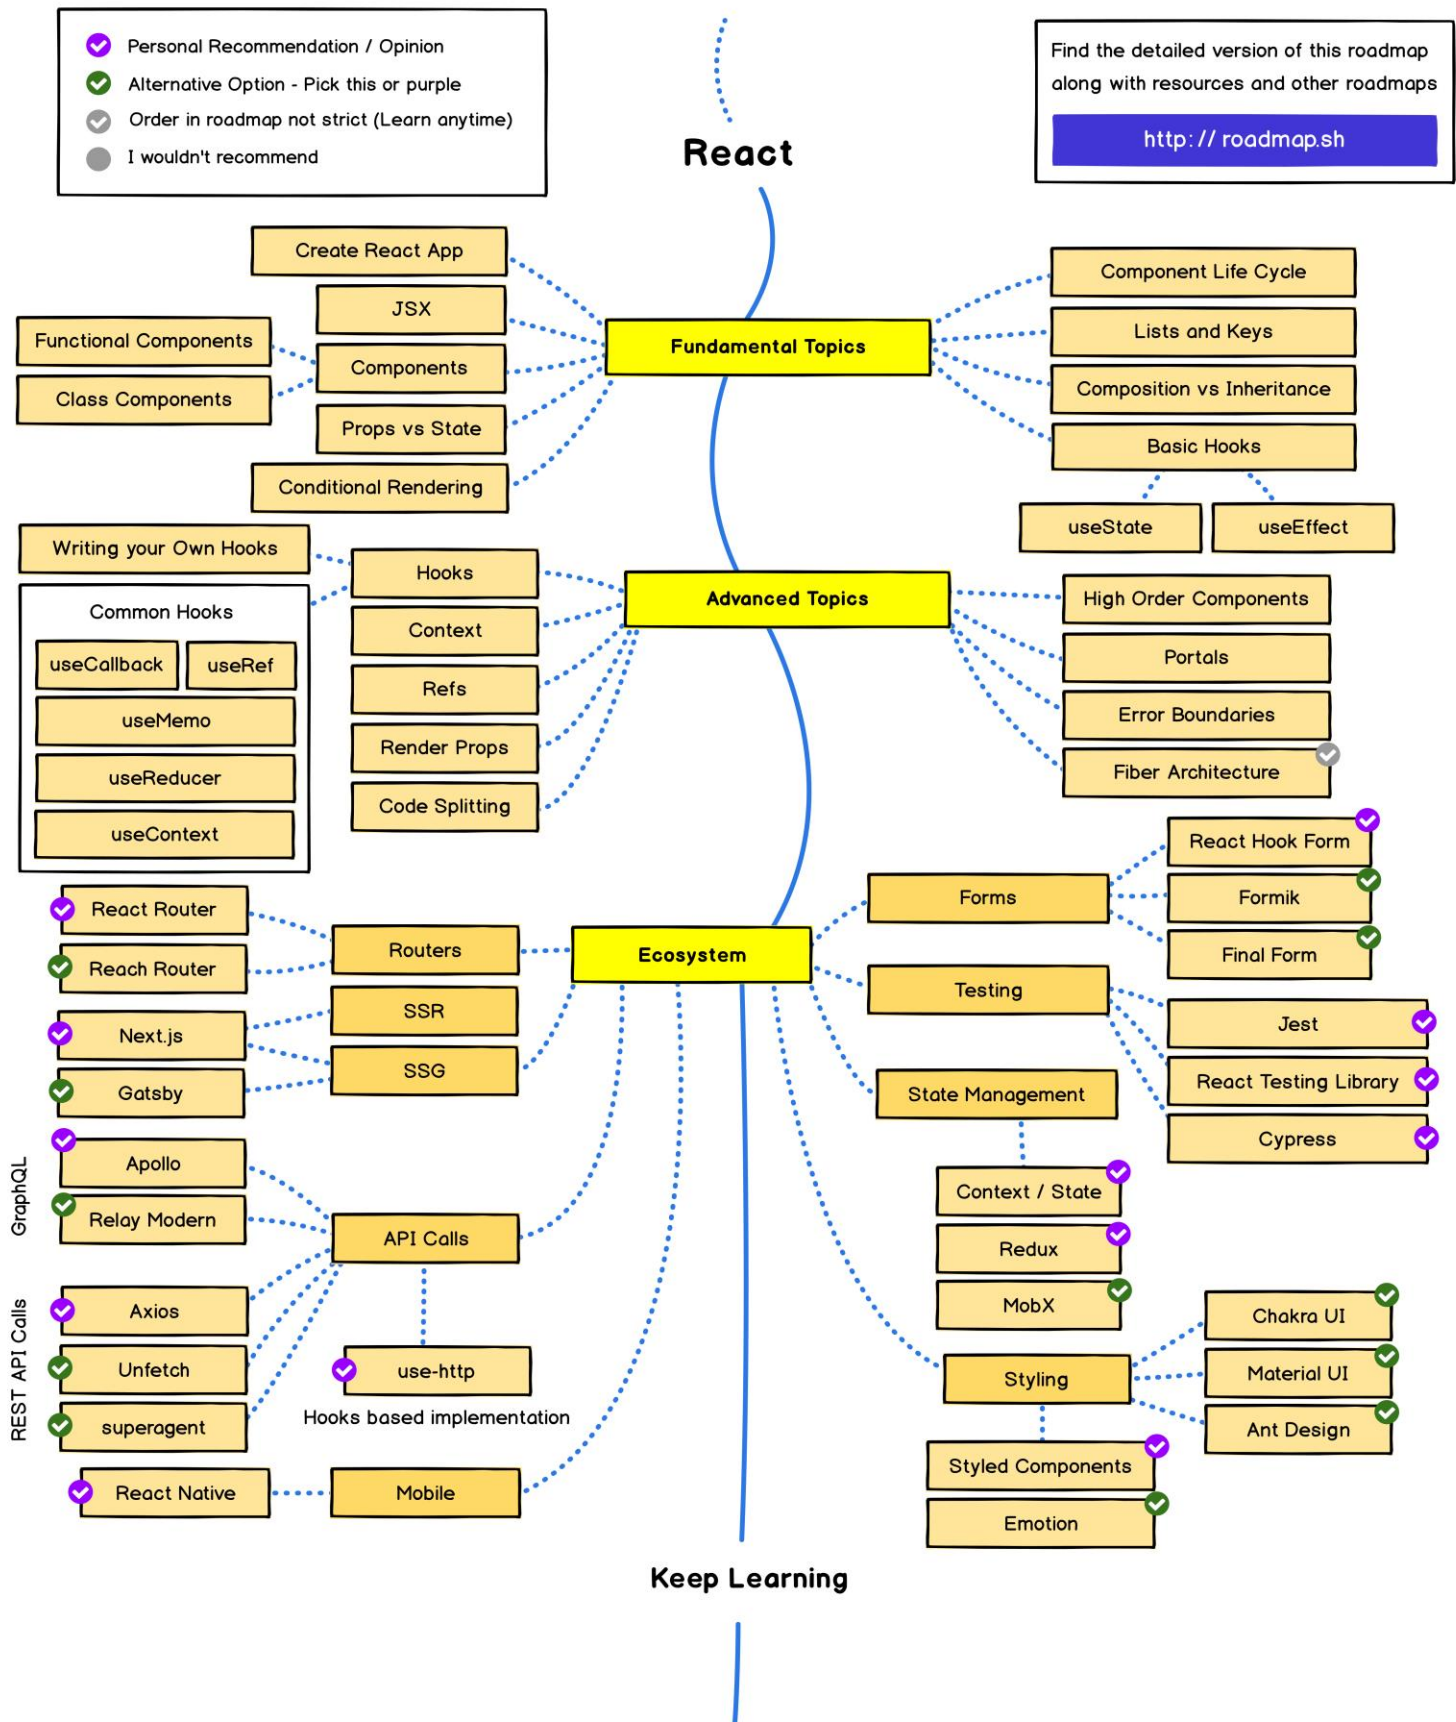 Personal Recommendation / Opinion
Alternative Option - Pick this or purple
Order in roadmap not strict (Learn anytime)
I wouldn't recommend
Find the detailed version of this roadmap
along with resources and other roadmaps
http: // roadmap.sh
React
Fundamental Topics
Create React App
JSX
Components
Functional Components
Class Components
Props vs State
Conditional Rendering
Component Life Cycle
Lists and Keys
Composition vs Inheritance
Basic Hooks
useState
useEffect
Advanced Topics
Hooks
Writing your Own Hooks
Common Hooks
useCallback
useRef
useMemo
useReducer
useContext
Context
Refs
Render Props
Code Splitting
High Order Components
Portals
Error Boundaries
Fiber Architecture
Ecosystem
Routers
React Router
Reach Router
SSR
SSG
Next.js
Gatsby
API Calls
GraphQL
Apollo
Relay Modern
REST API Calls
Axios
Unfetch
superagent
use-http
Hooks based implementation
Mobile
React Native
Forms
React Hook Form
Formik
Final Form
Testing
Jest
React Testing Library
Cypress
State Management
Context / State
Redux
MobX
Styling
Chakra UI
Material UI
Ant Design
Styled Components
Emotion
Keep Learning